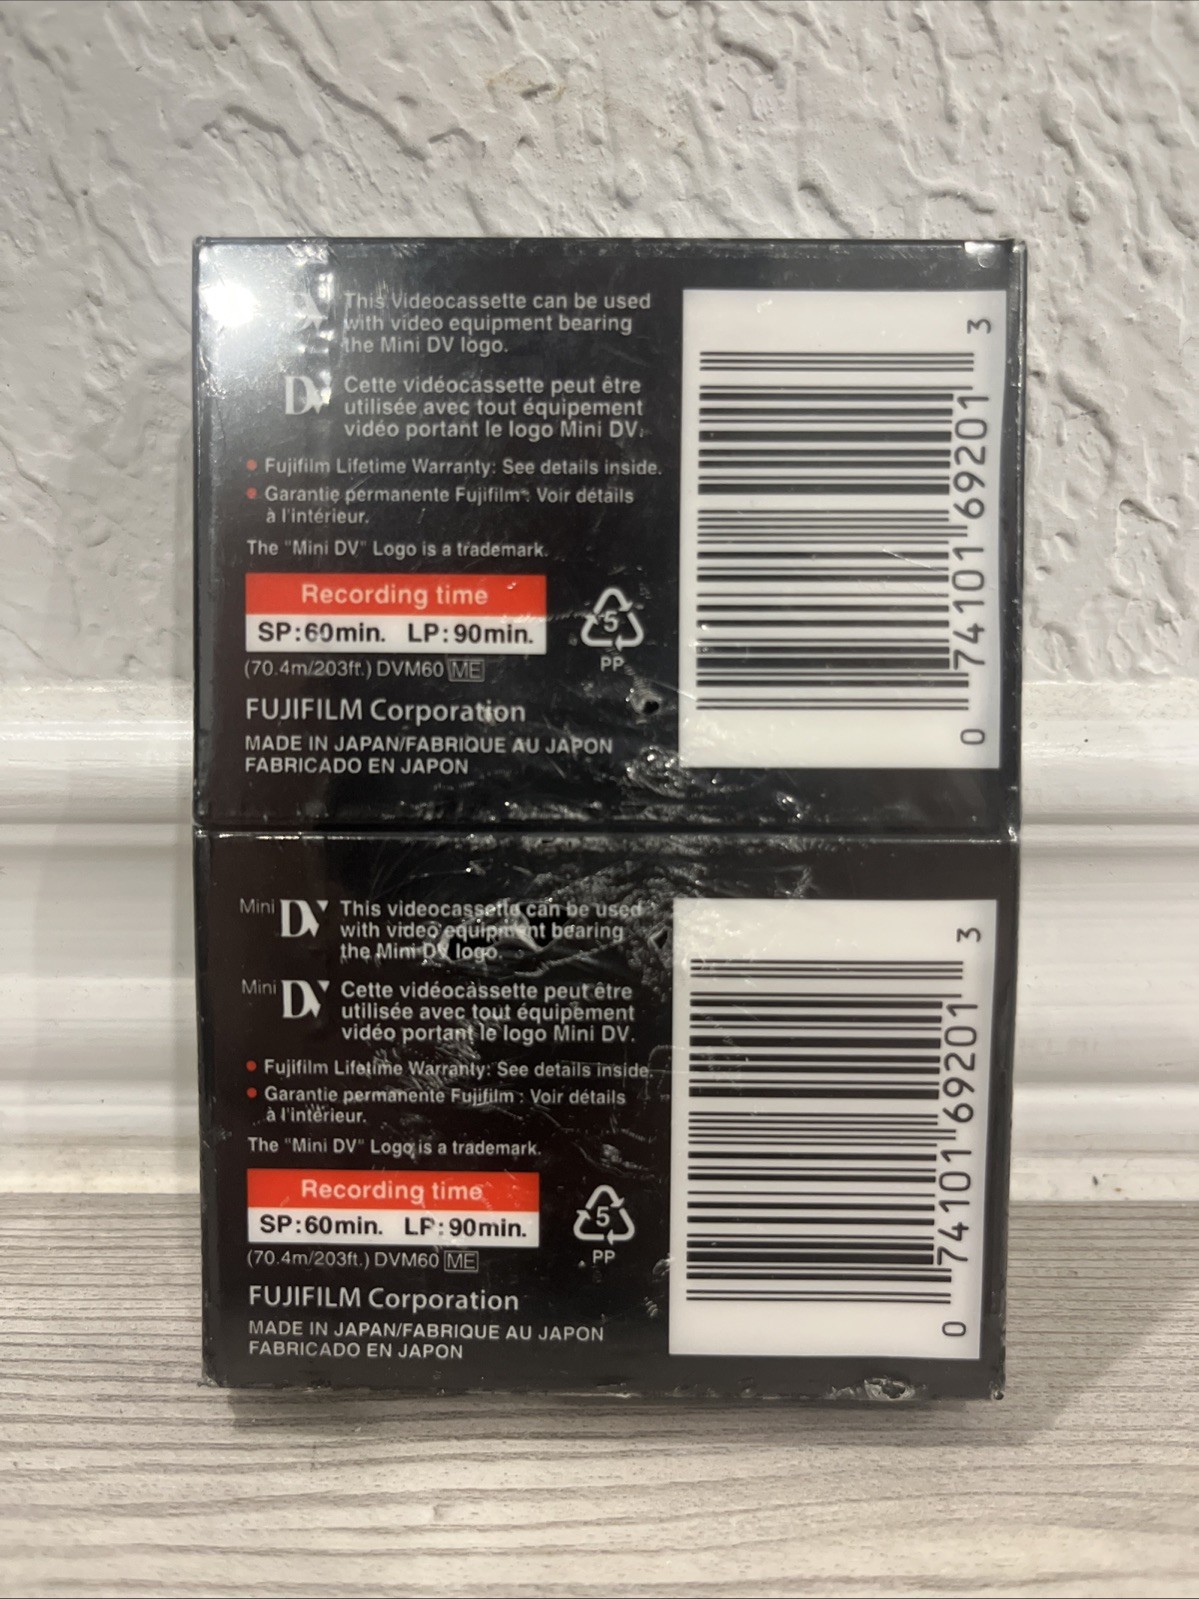 This Videocassette can be used
with video equipment bearing
the Mini DV logo.
Mini DV
Cette vidéocassette peut être
utilisée avec tout équipement
vidéo portant le logo Mini DV.
• Fujifilm Lifetime Warranty: See details inside.
• Garantie permanente Fujifilm : Voir détails
à l'intérieur.
The "Mini DV" Logo is a trademark.
Recording time
SP:60min. LP:90min.
(70.4m/203ft.) DVM60 ME
5
PP
FUJIFILM Corporation
MADE IN JAPAN/FABRIQUE AU JAPON
FABRICADO EN JAPON
0 74101 69201 3
Mini DV
This videocassette can be used
with video equipment bearing
the Mini DV logo.
Mini DV
Cette vidéocassette peut être
utilisée avec tout équipement
vidéo portant le logo Mini DV.
• Fujifilm Lifetime Warranty: See details inside.
• Garantie permanente Fujifilm : Voir détails
à l'intérieur.
The "Mini DV" Logo is a trademark.
Recording time
SP:60min. LP:90min.
(70.4m/203ft.) DVM60 ME
5
PP
FUJIFILM Corporation
MADE IN JAPAN/FABRIQUE AU JAPON
FABRICADO EN JAPON
0 74101 69201 3